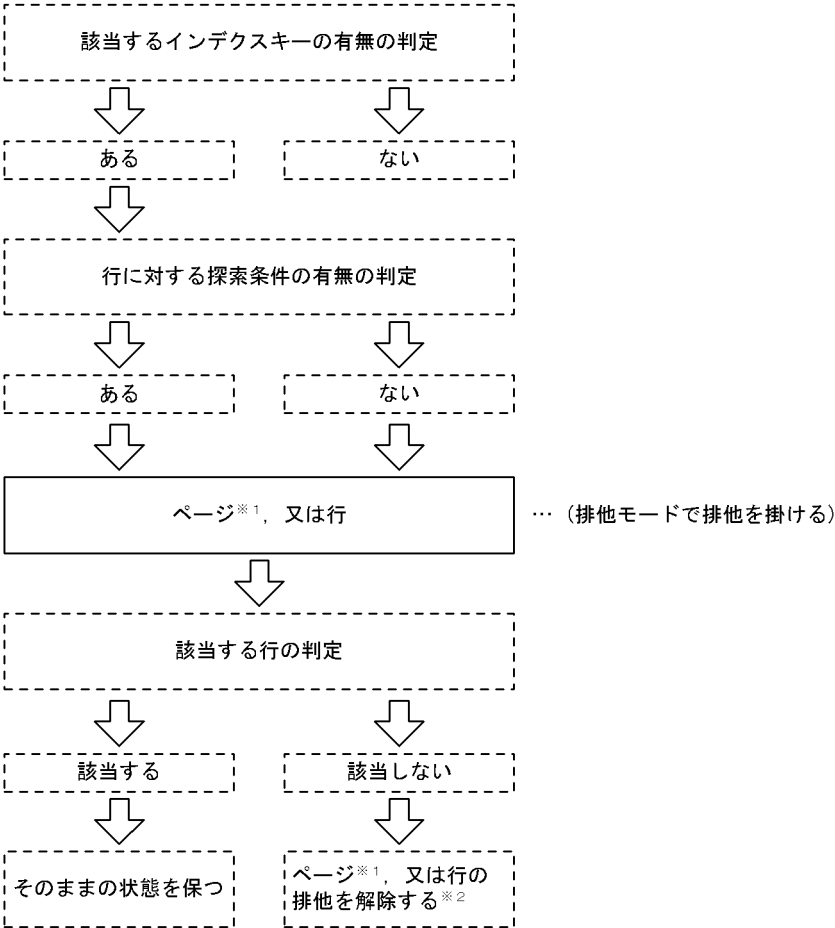 該当するインデクスキーの有無の判定
ある
ない
行に対する探索条件の有無の判定
ある
ない
ページ※1，又は行
…（排他モードで排他を掛ける）
該当する行の判定
該当する
該当しない
そのままの状態を保つ
ページ※1，又は行の
排他を解除する※2